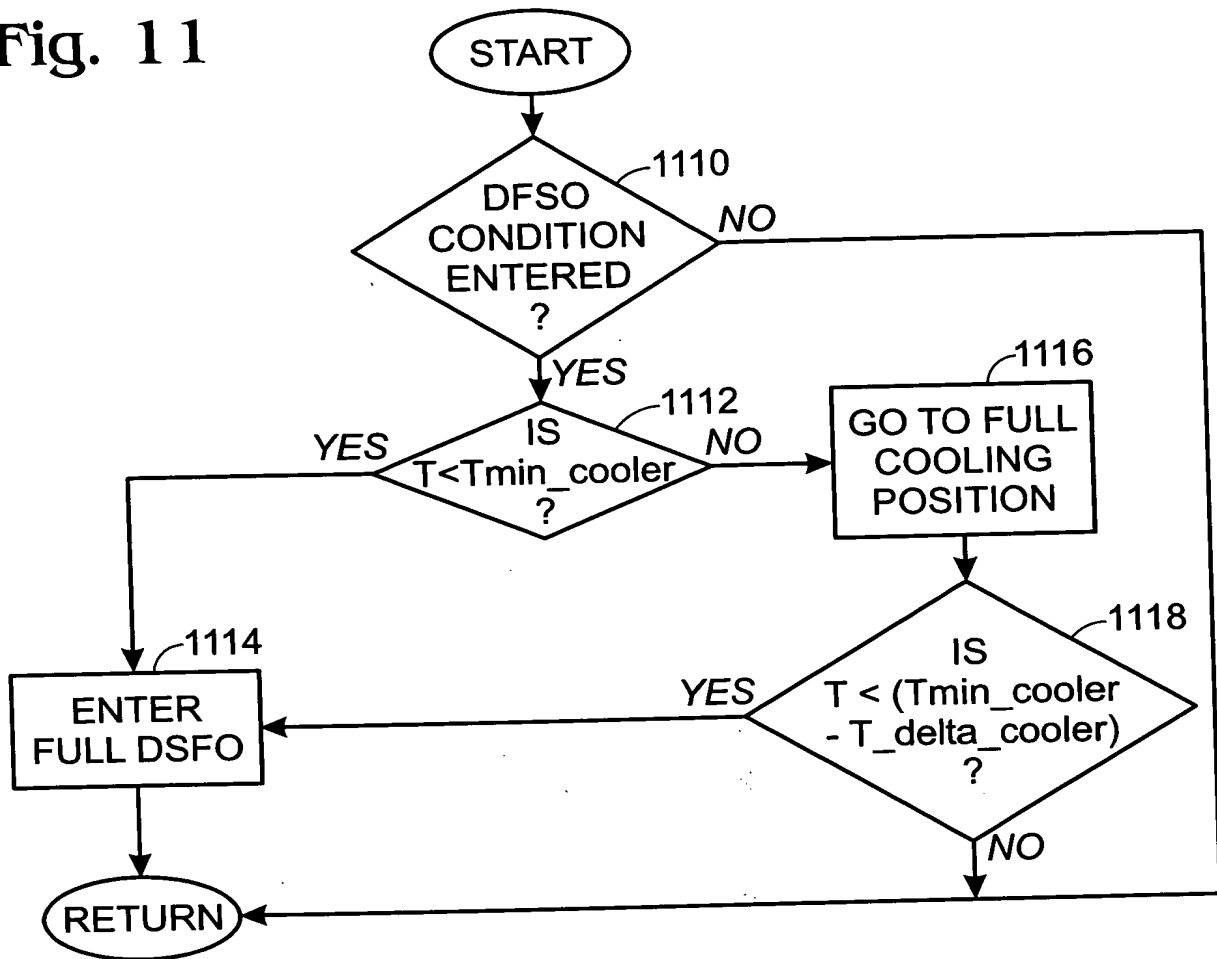 Fig. 11
START
1110
DFSO
CONDITION
ENTERED
?
NO
YES
1112
IS
T<Tmin_cooler
?
YES
NO
1116
GO TO FULL
COOLING
POSITION
1114
ENTER
FULL DSFO
1118
IS
T < (Tmin_cooler
- T_delta_cooler)
?
YES
NO
RETURN